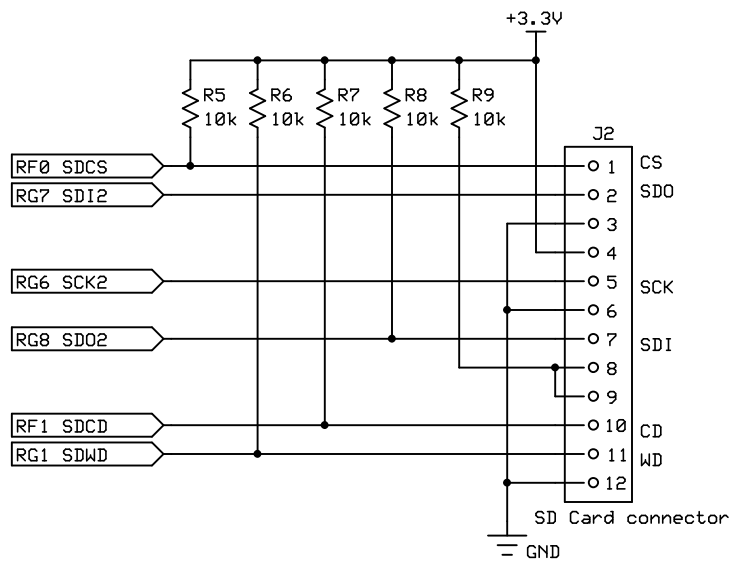 +3.3V
R5 R6 R7 R8 R9
10k 10k 10k 10k 10k
J2
RF0 SDCS 1 CS
RG7 SDI2 2 SDO
3
4
RG6 SCK2 5 SCK
6
RG8 SDO2 7 SDI
8
9
RF1 SDCD 10 CD
RG1 SDWD 11 WD
12
SD Card connector
GND